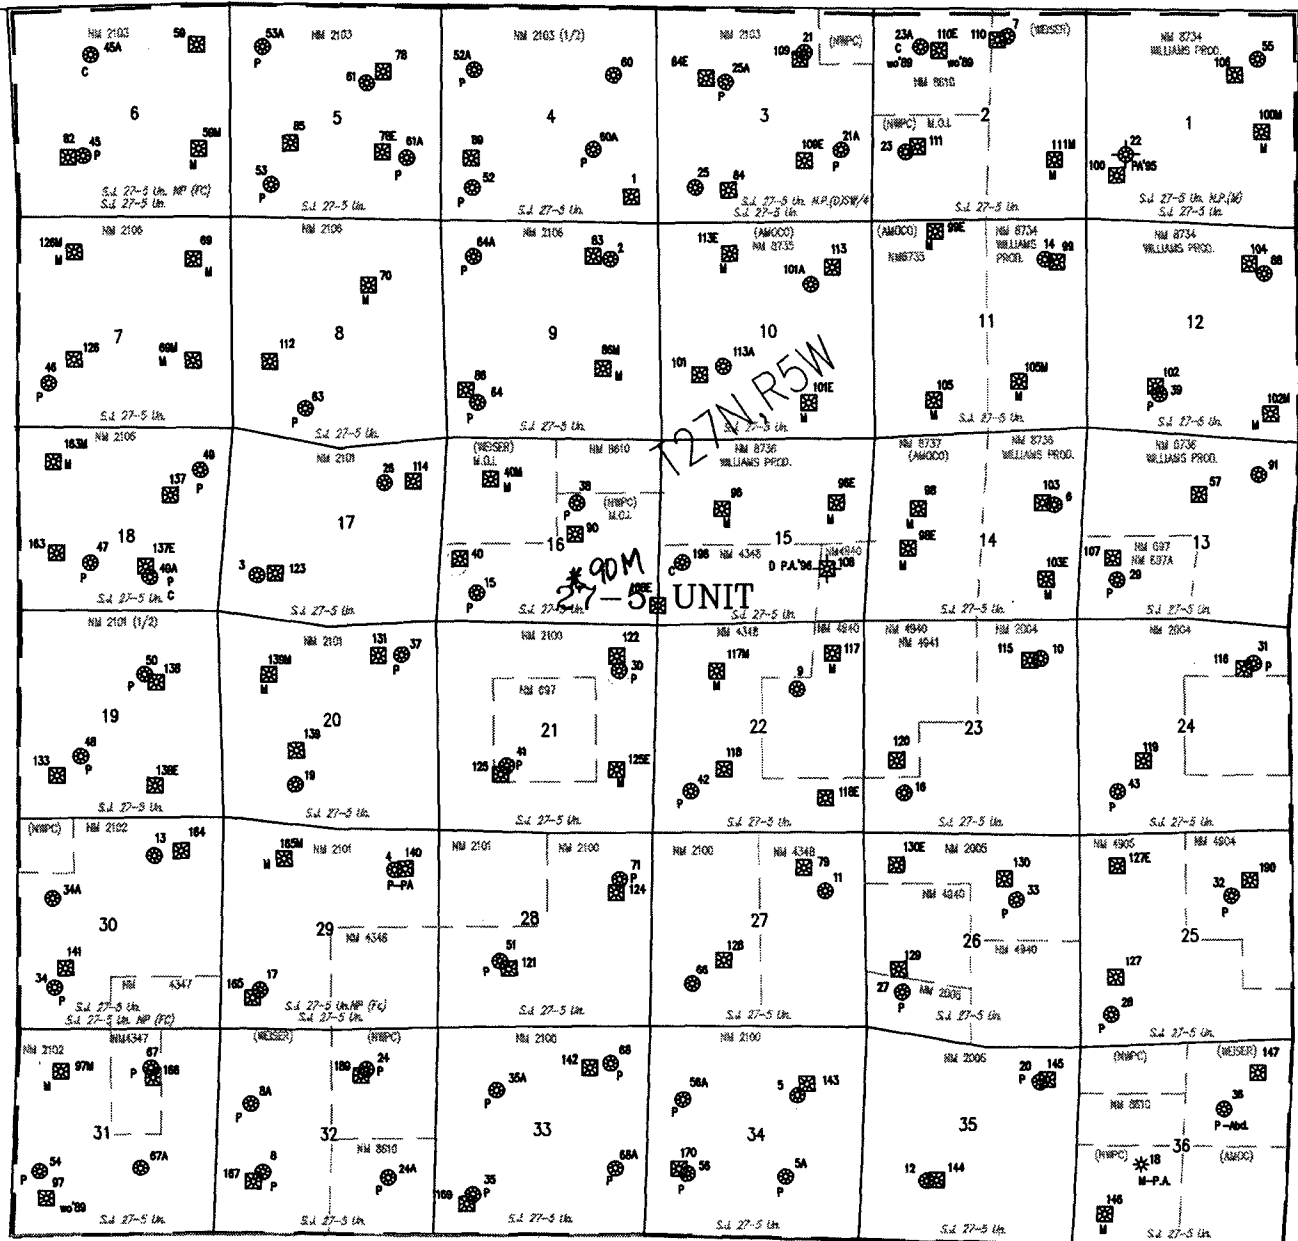 NM 2103
45A
C
59
6
82
45
P
59M
M
S.J. 27-5 Un. NP (FC)
S.J. 27-5 Un.
53A
P
NM 2103
61
78
5
85
78E
61A
P
53
P
S.J. 27-5 Un.
NM 2103 (1/2)
52A
P
60
4
89
60A
P
52
P
1
S.J. 27-5 Un.
NM 2103
21
109
(NWPC)
84E
25A
P
3
109E
21A
P
25
84
S.J. 27-5 Un. N.P.(D)SW/4
S.J. 27-5 Un.
23A
C
wo'89
110E
wo'89
110
7
(WEISER)
NM 8610
(NWPC) M.O.I.
2
23
111
111M
M
S.J. 27-5 Un.
NM 8734
WILLIAMS PROD.
55
106
1
100M
M
22
PA'95
100
S.J. 27-5 Un. N.P.(M)
S.J. 27-5 Un.
NM 2106
126M
M
69
M
7
126
69M
M
46
P
S.J. 27-5 Un.
NM 2106
70
M
8
112
63
P
S.J. 27-5 Un.
NM 2106
64A
P
83
2
9
86M
M
86
64
P
S.J. 27-5 Un.
(AMOCO)
NM 8735
113E
M
113
101A
10
101
113A
101E
M
S.J. 27-5 Un.
T27N,R5W
(AMOCO)
99E
M
NM8735
NM 8734
WILLIAMS
PROD.
14
99
11
105
M
105M
M
S.J. 27-5 Un.
NM 8734
WILLIAMS PROD.
104
88
12
102
39
P
102M
M
S.J. 27-5 Un.
NM 2106
163M
M
49
P
137
18
163
47
P
137E
49A
P
C
S.J. 27-5 Un.
NM 2101
26
114
17
3
123
S.J. 27-5 Un.
(WEISER)
M.O.I.
NM 8610
40M
M
38
P
(NWPC)
M.O.I.
90
16
40
15
P
90M
S.J. 27-5 Un.
27-5 UNIT
NM 8736
WILLIAMS PROD.
96
M
96E
M
15
NM 4348
NM4940
198
C
D P.A.'96
108
S.J. 27-5 Un.
NM 8737
(AMOCO)
NM 8736
WILLIAMS PROD.
98
M
98E
M
103
6
14
103E
M
S.J. 27-5 Un.
NM 8736
WILLIAMS PROD.
91
57
NM 697
NM 697A
13
107
29
P
S.J. 27-5 Un.
NM 2101 (1/2)
50
P
138
19
48
P
133
138E
S.J. 27-5 Un.
NM 2101
131
37
P
139M
M
20
139
19
S.J. 27-5 Un.
NM 2100
122
30
P
NM 697
21
41
P
125
125E
M
S.J. 27-5 Un.
NM 4348
NM 4840
117M
M
117
9
22
118
42
P
118E
S.J. 27-5 Un.
NM 4940
NM 4941
NM 2004
115
10
23
120
16
S.J. 27-5 Un.
NM 2004
31
P
116
24
119
43
P
S.J. 27-5 Un.
(NWPC)
NM 2102
13
164
34A
30
141
34
P
NM 4347
S.J. 27-5 Un.
S.J. 27-5 Un. NP (FC)
165M
M
NM 2101
4
140
P-PA
29
NM 4348
17
165
S.J. 27-5 Un.NP (Fc)
S.J. 27-5 Un.
NM 2101
NM 2100
71
P
124
28
51
P
121
S.J. 27-5 Un.
NM 2100
NM 4348
79
11
27
128
66
S.J. 27-5 Un.
130E
NM 2005
130
33
P
NM 4840
26
NM 4940
129
27
P
NM 2005
S.J. 27-5 Un.
NM 4905
NM 4904
127E
190
32
P
25
127
28
P
S.J. 27-5 Un.
NM 2102
NM4347
97M
M
67
P
166
31
54
P
97
wo'89
67A
S.J. 27-5 Un.
(WEISER)
(NWPC)
189
24
P
8A
P
32
NM 8610
167
8
P
24A
P
S.J. 27-5 Un.
NM 2100
142
68
P
35A
P
33
68A
P
169
35
P
S.J. 27-5 Un.
NM 2100
56A
P
5
143
34
170
56
P
5A
P
S.J. 27-5 Un.
NM 2006
20
P
145
35
12
144
S.J. 27-5 Un.
(NWPC)
(WEISER)
147
NM 8610
36
P-Abd.
36
(NWPC)
18
M-P.A.
(AMOC)
146
M
S.J. 27-5 Un.